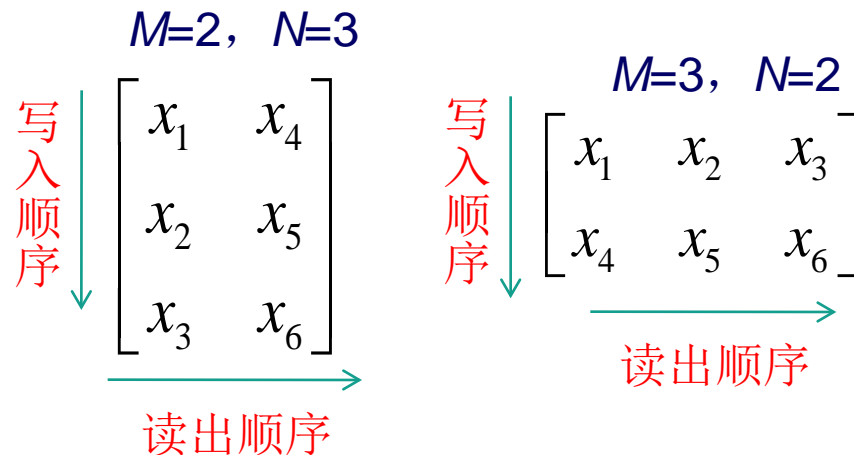 M=2，N=3
写入顺序
x₁ x₄
x₂ x₅
x₃ x₆
读出顺序
M=3，N=2
写入顺序
x₁ x₂ x₃
x₄ x₅ x₆
读出顺序